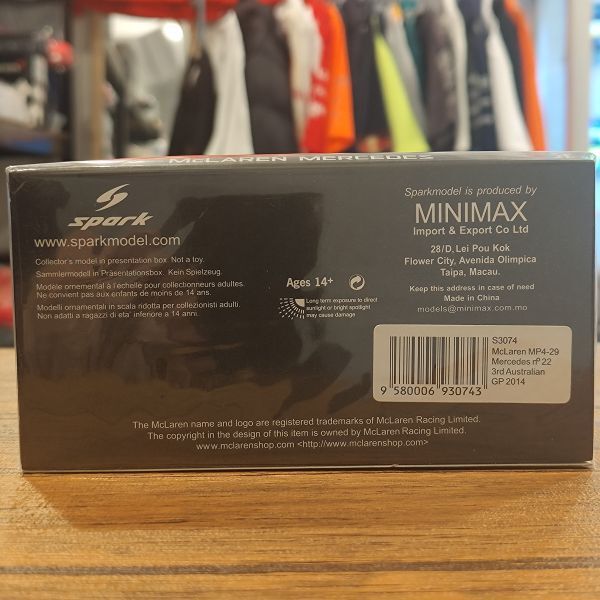 McLAREN MERCEDES
spark
www.sparkmodel.com
Collector's model in presentation box. Not a toy.
Sammlermodel in Präsentationsbox. Kein Spielzeug.
Modèle ornemental à l'échelle pour collectionneurs adultes.
Ne convient pas aux enfants de moins de 14 ans.
Modelli ornamentali in scala ridotta per collezionisti adulti.
Non adatti a ragazzi di eta' inferiore a 14 anni.
Ages 14+
Long term exposure to direct
sunlight or bright spotlight
may cause damage
Sparkmodel is produced by
MINIMAX
Import & Export Co Ltd
28/D, Lei Pou Kok
Flower City, Avenida Olimpica
Taipa, Macau.
Keep this address in case of need
Made in China
models@minimax.com.mo
S3074
McLaren MP4-29
Mercedes nº 22
3rd Australian
GP 2014
9 580006 930743
The McLaren name and logo are registered trademarks of McLaren Racing Limited.
The copyright in the design of this item is owned by McLaren Racing Limited.
www.mclarenshop.com <http://www.mclarenshop.com>